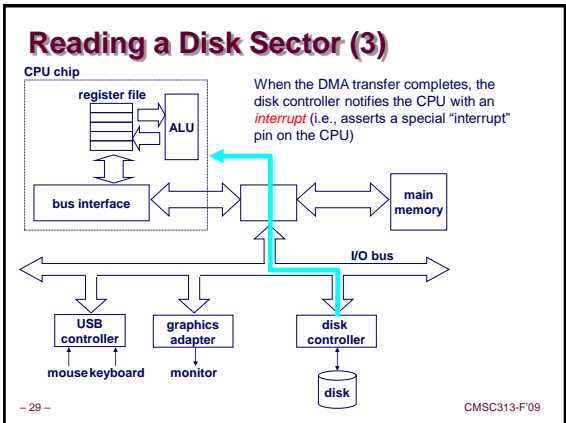 Reading a Disk Sector (3)
CPU chip
register file
ALU
When the DMA transfer completes, the
disk controller notifies the CPU with an
interrupt (i.e., asserts a special “interrupt”
pin on the CPU)
bus interface
main
memory
I/O bus
USB
controller
graphics
adapter
disk
controller
mouse keyboard
monitor
disk
– 29 –
CMSC313-F'09